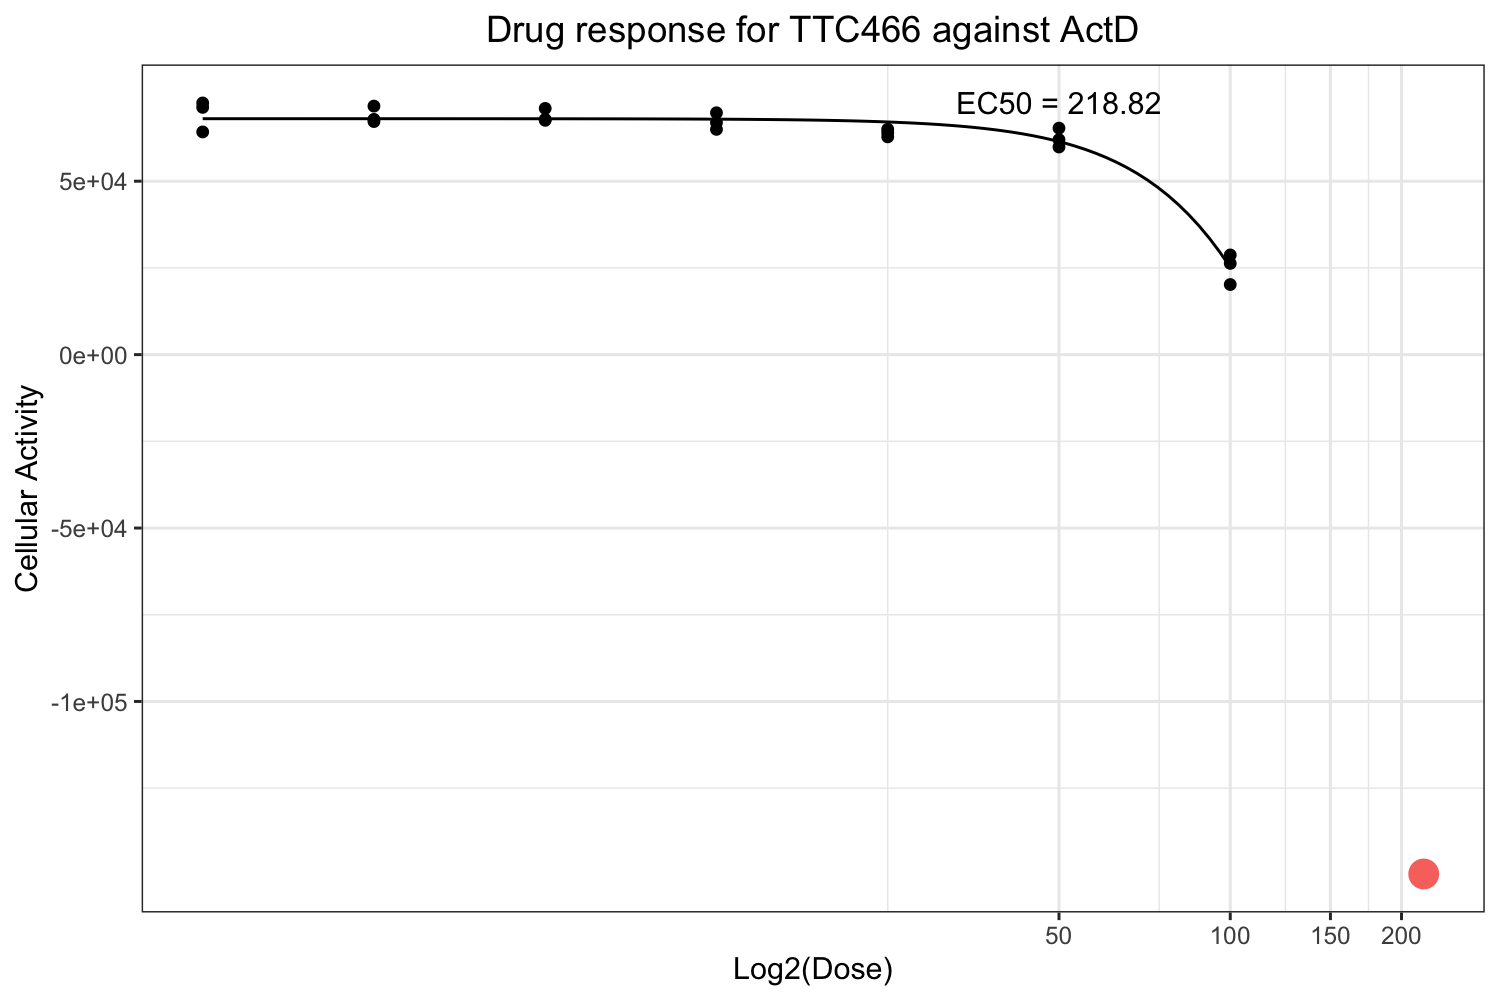 Drug response for TTC466 against ActD
EC50 = 218.82
5e+04
0e+00
-5e+04
-1e+05
Cellular Activity
50 100 150 200
Log2(Dose)